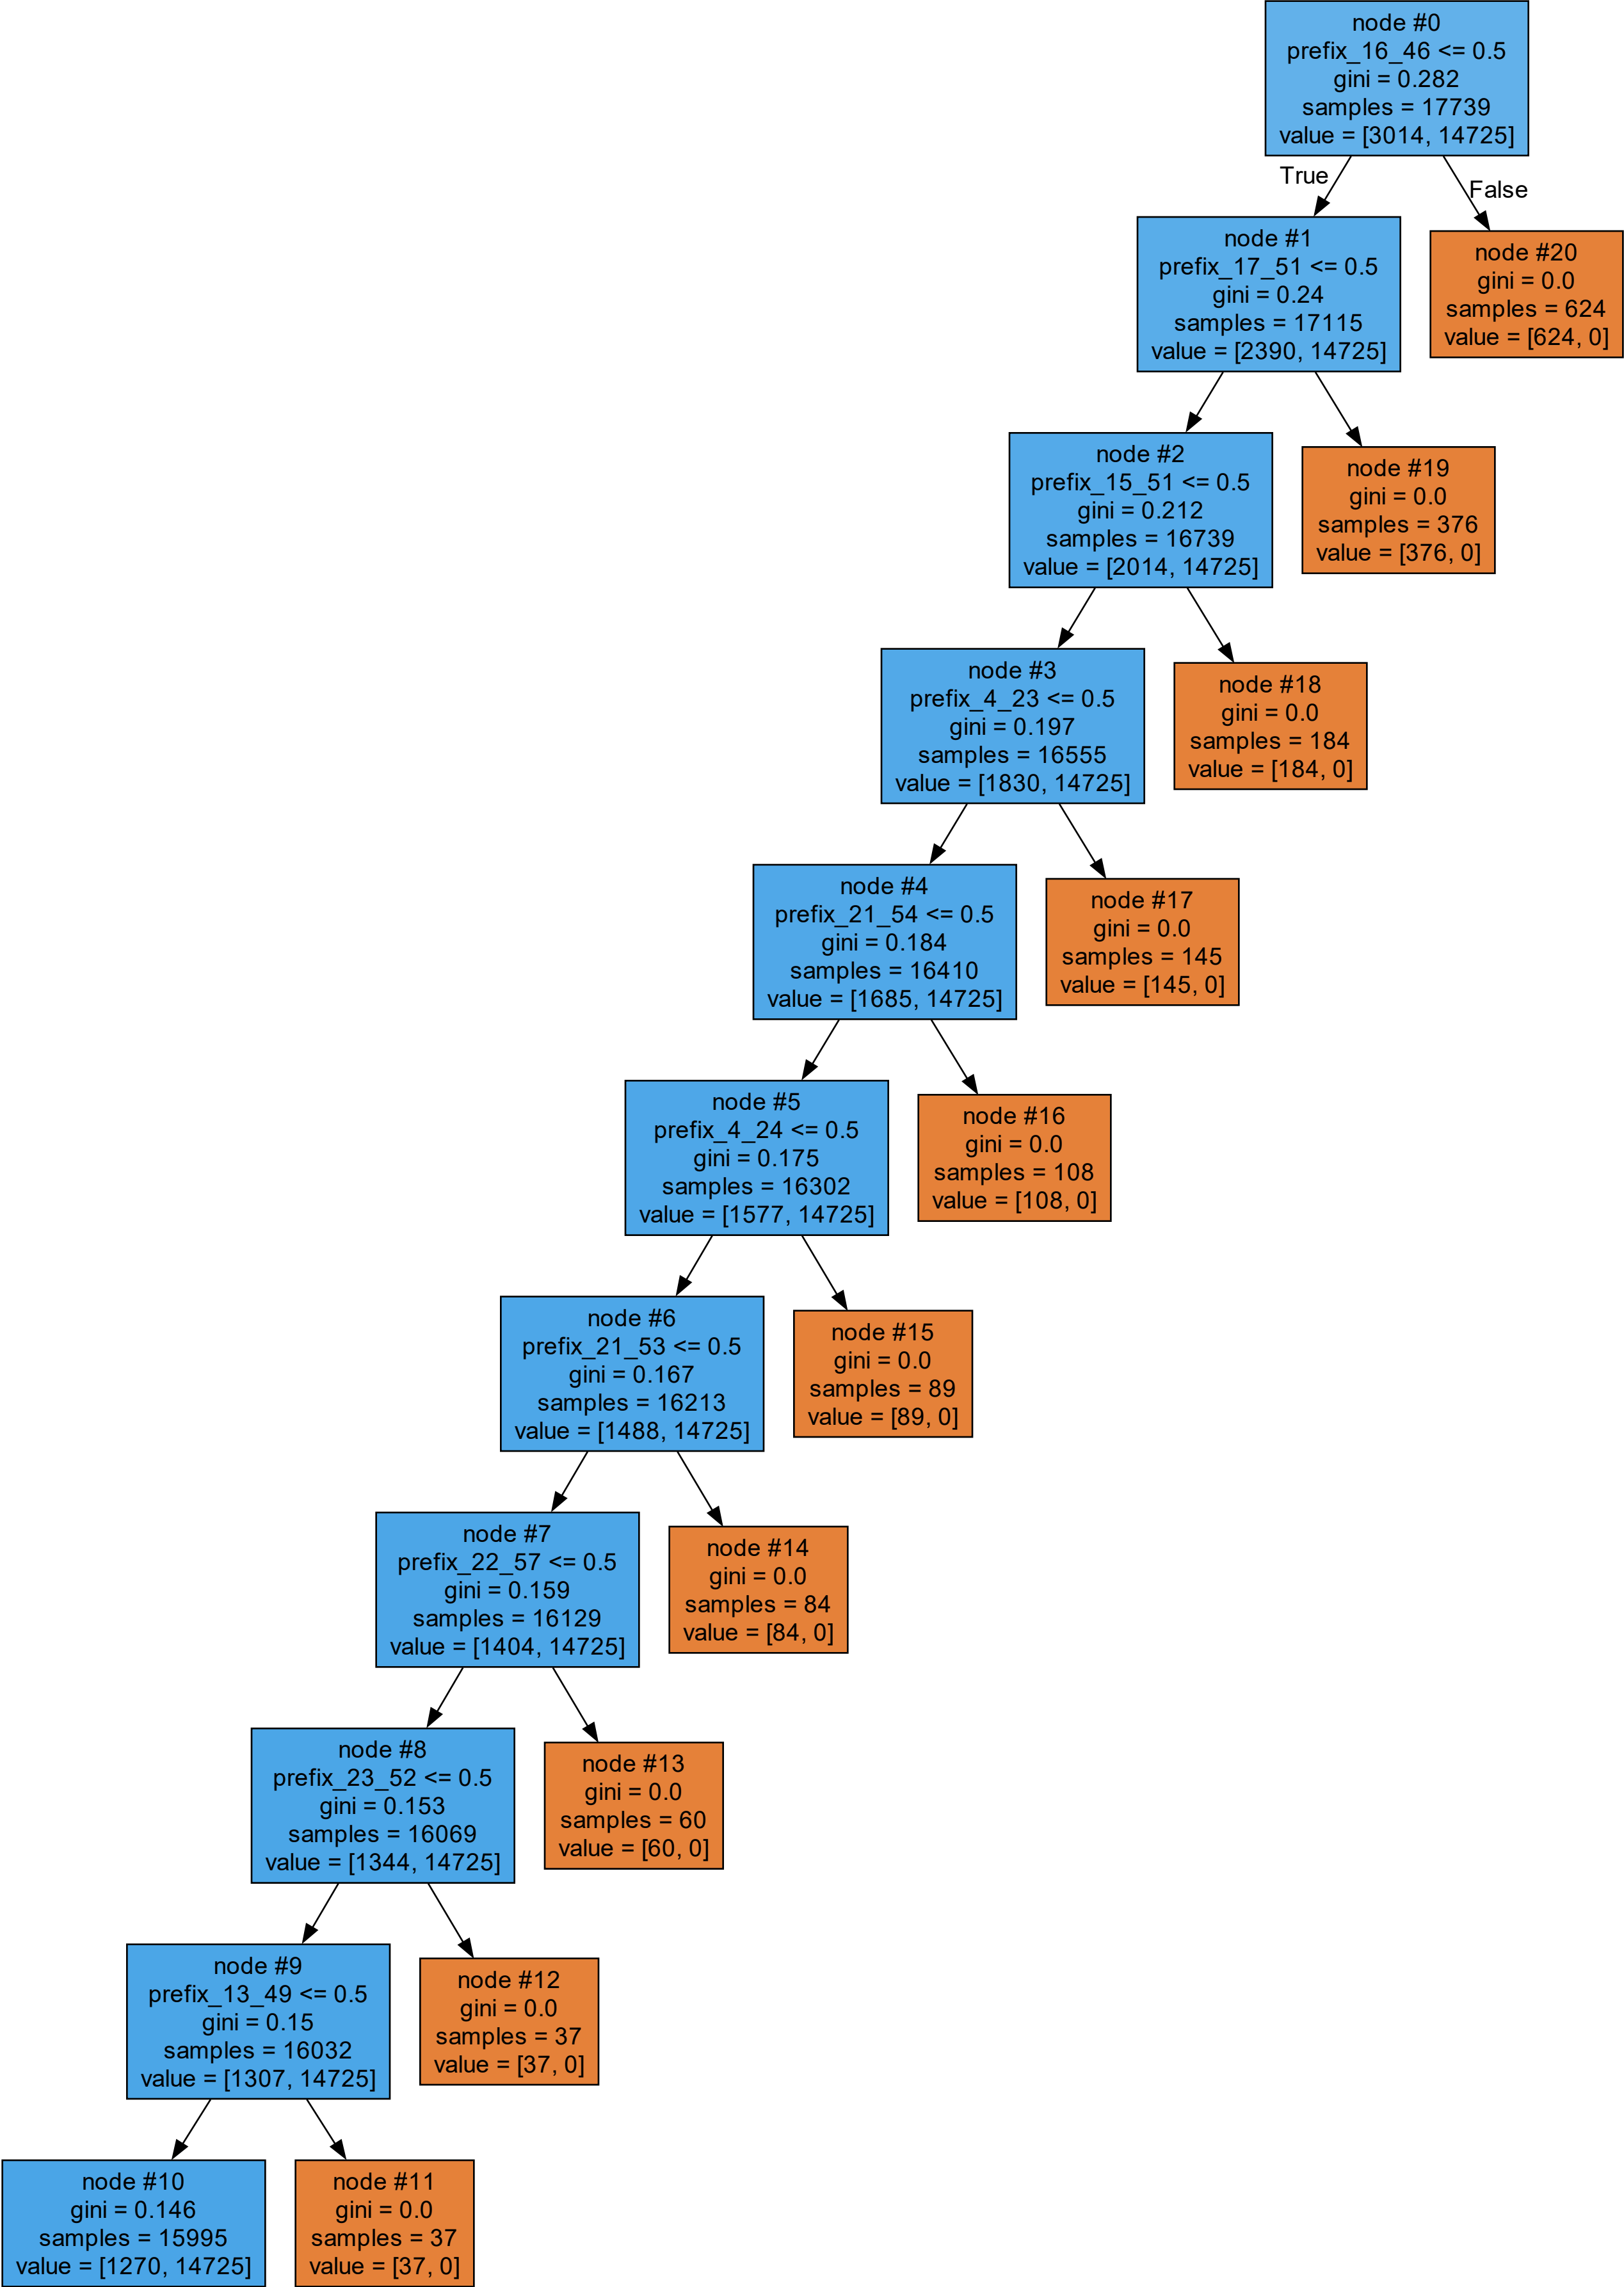 node #0
prefix_16_46 <= 0.5
gini = 0.282
samples = 17739
value = [3014, 14725]
True
False
node #1
prefix_17_51 <= 0.5
gini = 0.24
samples = 17115
value = [2390, 14725]
node #20
gini = 0.0
samples = 624
value = [624, 0]
node #2
prefix_15_51 <= 0.5
gini = 0.212
samples = 16739
value = [2014, 14725]
node #19
gini = 0.0
samples = 376
value = [376, 0]
node #3
prefix_4_23 <= 0.5
gini = 0.197
samples = 16555
value = [1830, 14725]
node #18
gini = 0.0
samples = 184
value = [184, 0]
node #4
prefix_21_54 <= 0.5
gini = 0.184
samples = 16410
value = [1685, 14725]
node #17
gini = 0.0
samples = 145
value = [145, 0]
node #5
prefix_4_24 <= 0.5
gini = 0.175
samples = 16302
value = [1577, 14725]
node #16
gini = 0.0
samples = 108
value = [108, 0]
node #6
prefix_21_53 <= 0.5
gini = 0.167
samples = 16213
value = [1488, 14725]
node #15
gini = 0.0
samples = 89
value = [89, 0]
node #7
prefix_22_57 <= 0.5
gini = 0.159
samples = 16129
value = [1404, 14725]
node #14
gini = 0.0
samples = 84
value = [84, 0]
node #8
prefix_23_52 <= 0.5
gini = 0.153
samples = 16069
value = [1344, 14725]
node #13
gini = 0.0
samples = 60
value = [60, 0]
node #9
prefix_13_49 <= 0.5
gini = 0.15
samples = 16032
value = [1307, 14725]
node #12
gini = 0.0
samples = 37
value = [37, 0]
node #10
gini = 0.146
samples = 15995
value = [1270, 14725]
node #11
gini = 0.0
samples = 37
value = [37, 0]